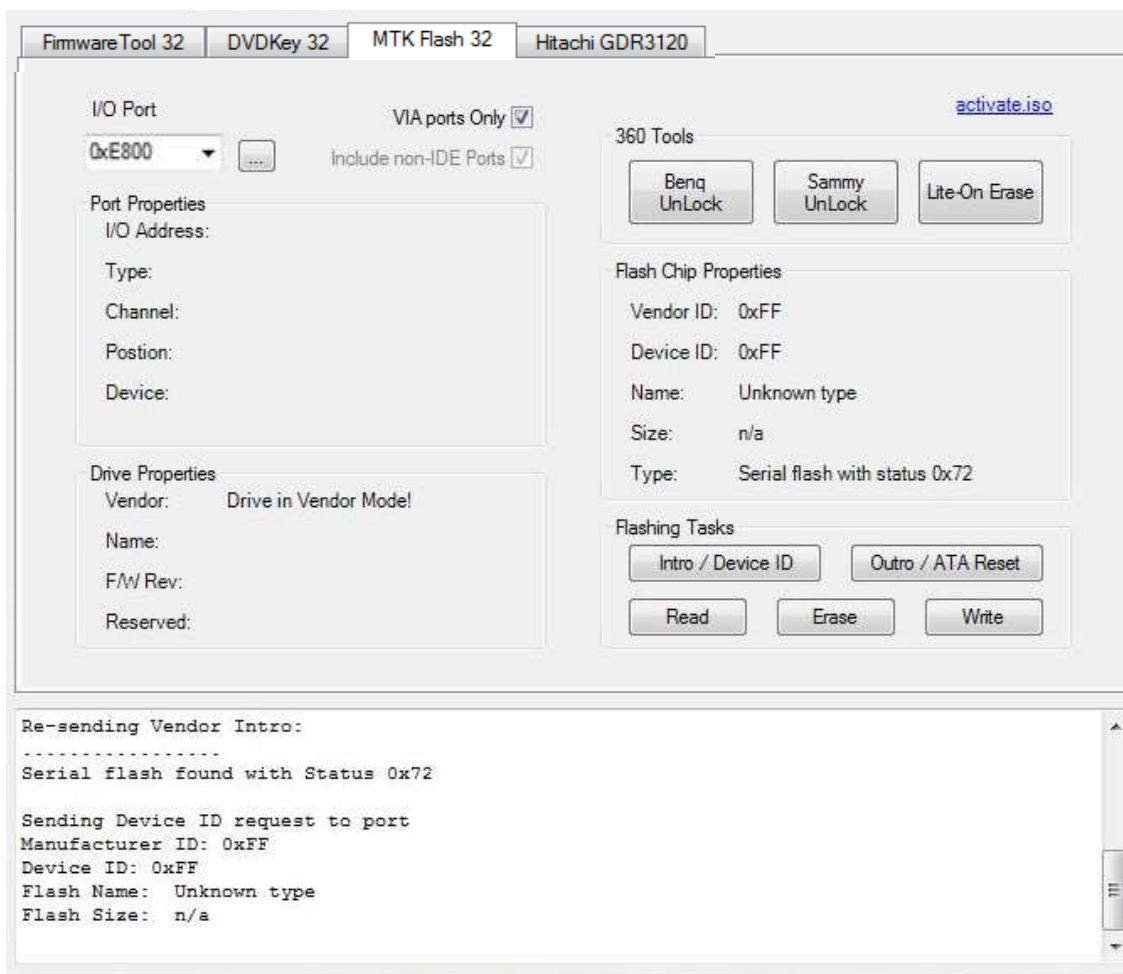 FirmwareTool 32 DVDKey 32 MTK Flash 32 Hitachi GDR3120
I/O Port
VIA ports Only
0xE800
...
Include non-IDE Ports
Port Properties
I/O Address:
Type:
Channel:
Postion:
Device:
Drive Properties
Vendor: Drive in Vendor Mode!
Name:
F/W Rev:
Reserved:
activate.iso
360 Tools
Benq
UnLock
Sammy
UnLock
Lite-On Erase
Flash Chip Properties
Vendor ID: 0xFF
Device ID: 0xFF
Name: Unknown type
Size: n/a
Type: Serial flash with status 0x72
Flashing Tasks
Intro / Device ID Outro / ATA Reset
Read Erase Write
Re-sending Vendor Intro:
.................
Serial flash found with Status 0x72
Sending Device ID request to port
Manufacturer ID: 0xFF
Device ID: 0xFF
Flash Name: Unknown type
Flash Size: n/a